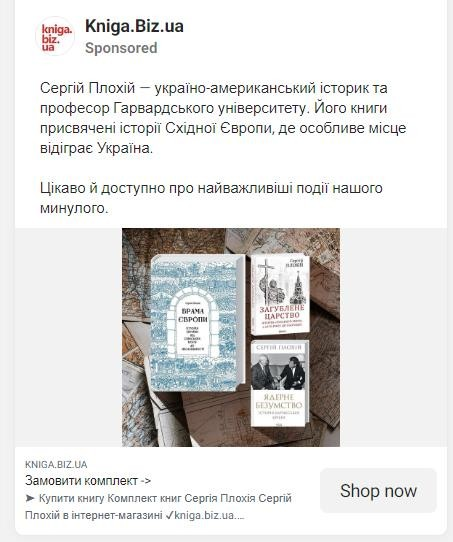 kniga.
biz.
ua
Kniga.Biz.ua
Sponsored
Сергій Плохій — україно-американський історик та
професор Гарвардського університету. Його книги
присвячені історії Східної Європи, де особливе місце
відіграє Україна.
Цікаво й доступно про найважливіші події нашого
минулого.
БРАМА
ЄВРОПИ
Сергій
ПЛОХІЙ
ЗАГУБЛЕНЕ
ЦАРСТВО
СЕРГІЙ ПЛОХІЙ
ЯДЕРНЕ
БЕЗУМСТВО
KNIGA.BIZ.UA
Замовити комплект ->
➤ Купити книгу Комплект книг Сергія Плохія Сергій
Плохій в інтернет-магазині ✓kniga.biz.ua....
Shop now